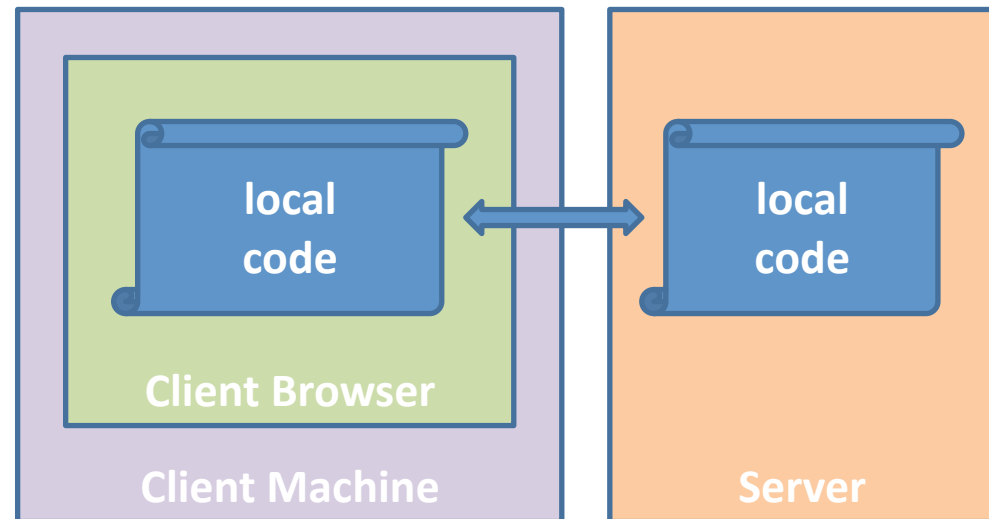 local
code
local
code
Client Browser
Client Machine
Server